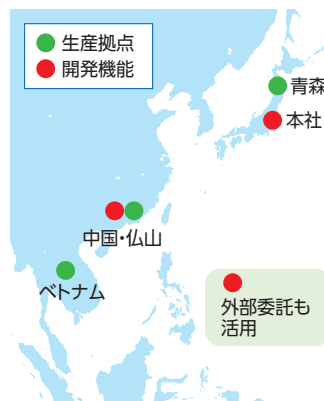 生産拠点
開発機能
青森
本社
中国・仏山
ベトナム
外部委託も
活用